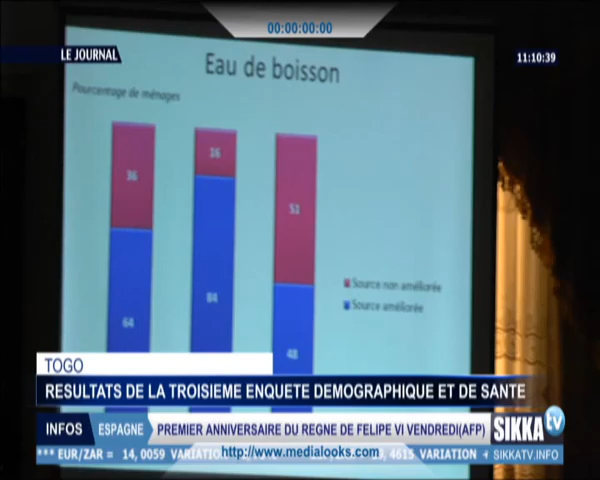 00:00:00:00
LE JOURNAL
11:10:39
Eau de boisson
Pourcentage de ménages
36
16
51
64
84
48
Source non améliorée
Source améliorée
TOGO
RESULTATS DE LA TROISIEME ENQUETE DEMOGRAPHIQUE ET DE SANTE
INFOS ESPAGNE PREMIER ANNIVERSAIRE DU REGNE DE FELIPE VI VENDREDI(AFP)
SIKKA tv
*** EUR/ZAR = 14,0059 VARIATION http://www.medialooks.com 4615 VARIATION
SIKKATV.INFO